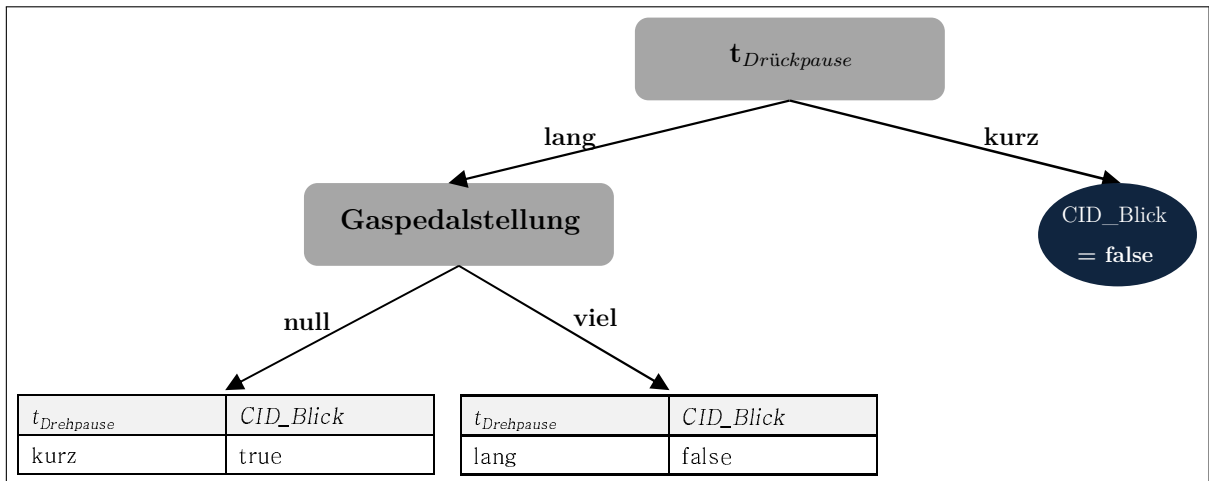 t_Drückpause
lang
kurz
Gaspedalstellung
CID_Blick
= false
null
viel
t_Drehpause CID_Blick
kurz true
t_Drehpause CID_Blick
lang false